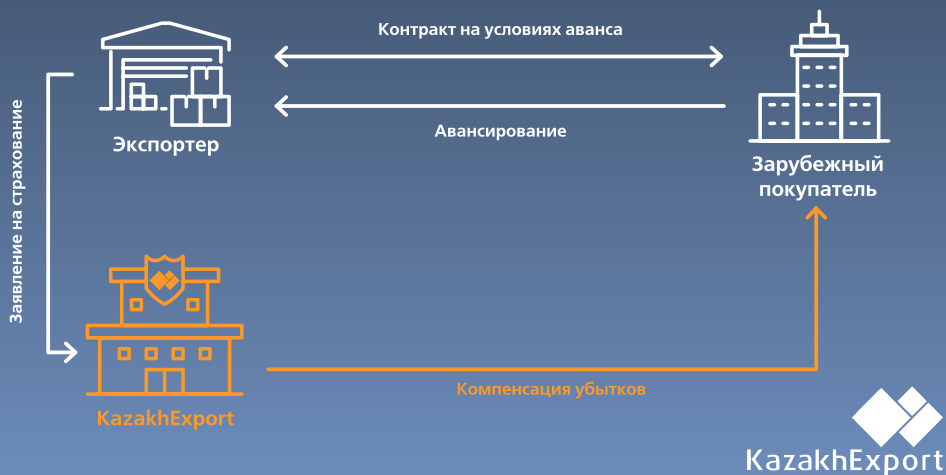 Контракт на условиях аванса
Авансирование
Экспортер
Зарубежный
покупатель
Заявление на страхование
Компенсация убытков
KazakhExport
KazakhExport